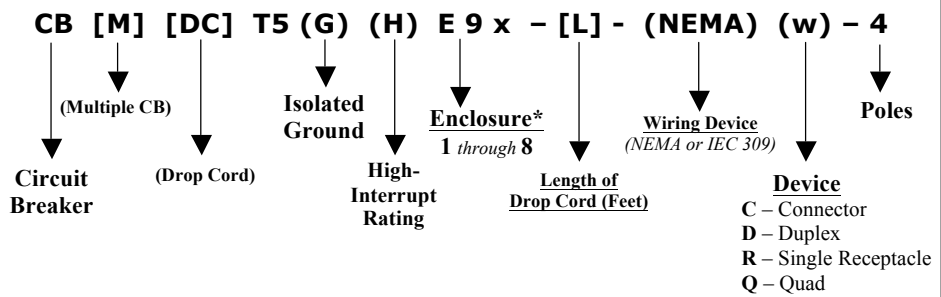 CB [M] [DC] T5 (G) (H) E 9 x – [L] - (NEMA) (w) – 4
(Multiple CB)
Isolated
Ground
Enclosure*
1 through 8
Wiring Device
(NEMA or IEC 309)
Poles
Circuit
Breaker
(Drop Cord)
High-
Interrupt
Rating
Length of
Drop Cord (Feet)
Device
C – Connector
D – Duplex
R – Single Receptacle
Q – Quad